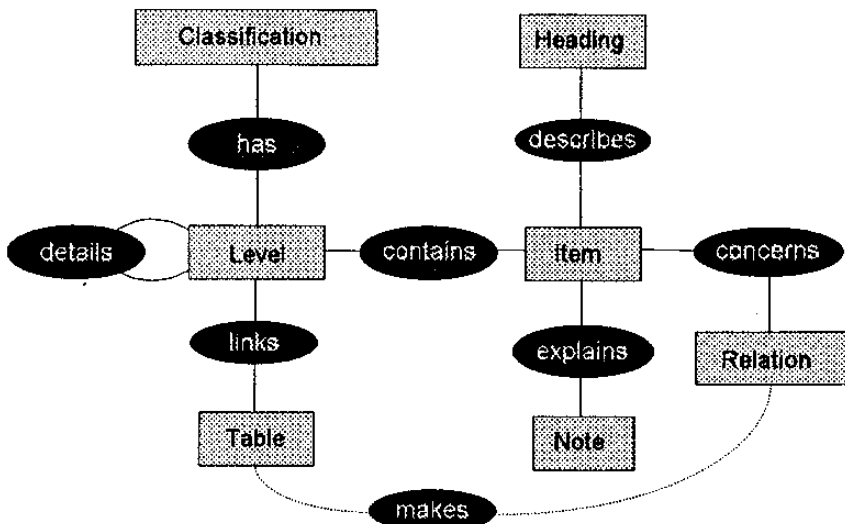 Classification
Heading
has
describes
details
Level
contains
Item
concerns
links
explains
Relation
Table
Note
makes